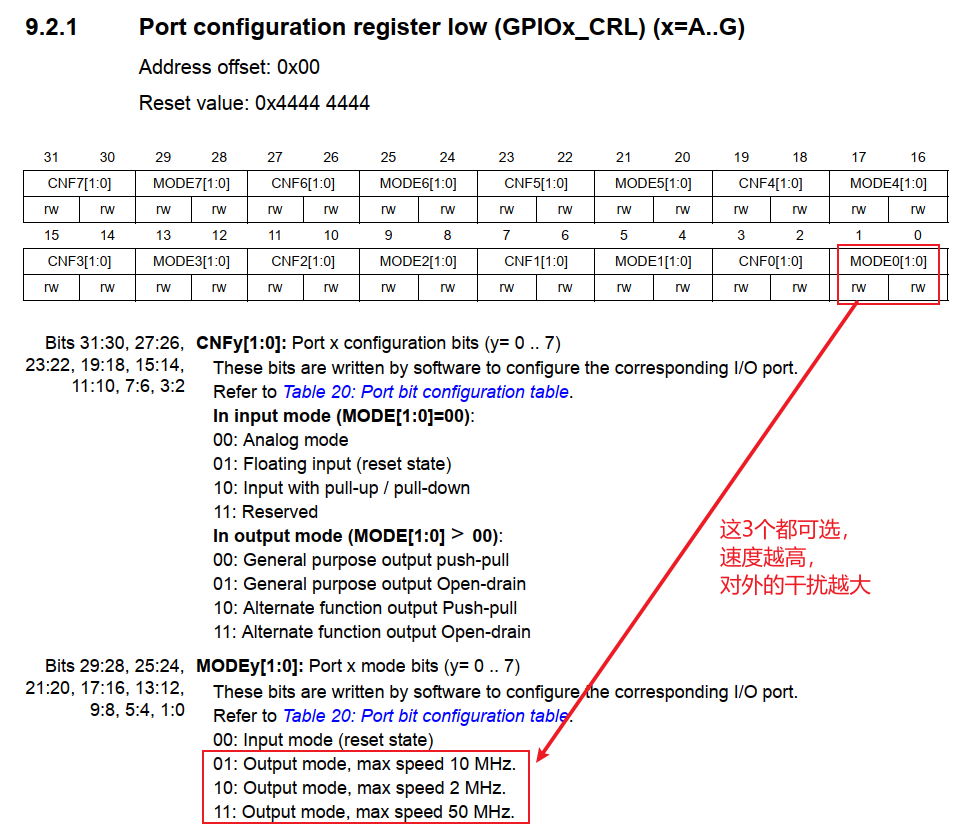 9.2.1 Port configuration register low (GPIOx_CRL) (x=A..G)
Address offset: 0x00
Reset value: 0x4444 4444
31 30 29 28 27 26 25 24 23 22 21 20 19 18 17 16
CNF7[1:0] MODE7[1:0] CNF6[1:0] MODE6[1:0] CNF5[1:0] MODE5[1:0] CNF4[1:0] MODE4[1:0]
rw rw rw rw rw rw rw rw rw rw rw rw rw rw rw rw
15 14 13 12 11 10 9 8 7 6 5 4 3 2 1 0
CNF3[1:0] MODE3[1:0] CNF2[1:0] MODE2[1:0] CNF1[1:0] MODE1[1:0] CNF0[1:0] MODE0[1:0]
rw rw rw rw rw rw rw rw rw rw rw rw rw rw rw rw
Bits 31:30, 27:26, CNFy[1:0]: Port x configuration bits (y= 0 .. 7)
23:22, 19:18, 15:14, These bits are written by software to configure the corresponding I/O port.
11:10, 7:6, 3:2 Refer to Table 20: Port bit configuration table.
In input mode (MODE[1:0]=00):
00: Analog mode
01: Floating input (reset state)
10: Input with pull-up / pull-down
11: Reserved
In output mode (MODE[1:0] > 00):
00: General purpose output push-pull
01: General purpose output Open-drain
10: Alternate function output Push-pull
11: Alternate function output Open-drain
这3个都可选，
速度越高，
对外的干扰越大
Bits 29:28, 25:24, MODEy[1:0]: Port x mode bits (y= 0 .. 7)
21:20, 17:16, 13:12, These bits are written by software to configure the corresponding I/O port.
9:8, 5:4, 1:0 Refer to Table 20: Port bit configuration table.
00: Input mode (reset state)
01: Output mode, max speed 10 MHz.
10: Output mode, max speed 2 MHz.
11: Output mode, max speed 50 MHz.